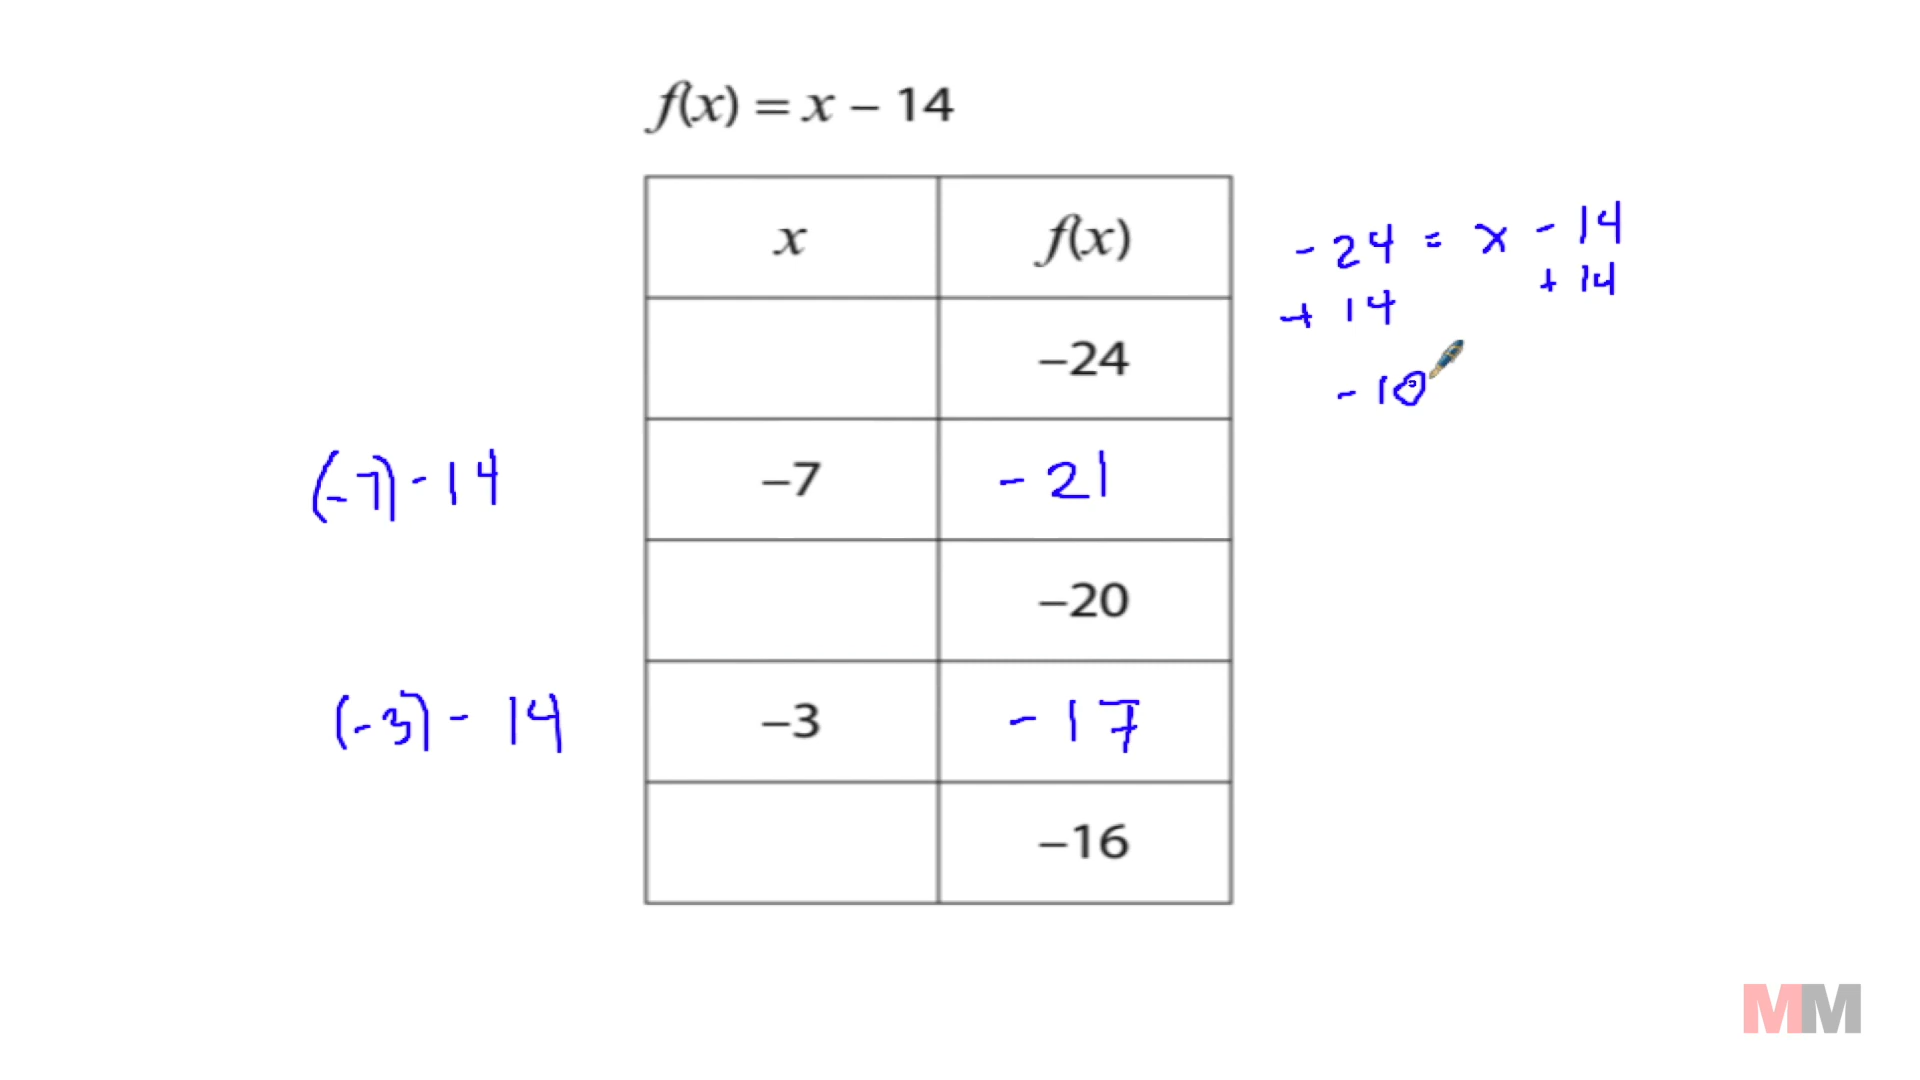 f(x) = x – 14
x f(x)
-24 = x - 14
+ 14 + 14
–24
-10
(-7) - 14 –7 - 21
–20
(-3) - 14 –3 - 17
–16
MM